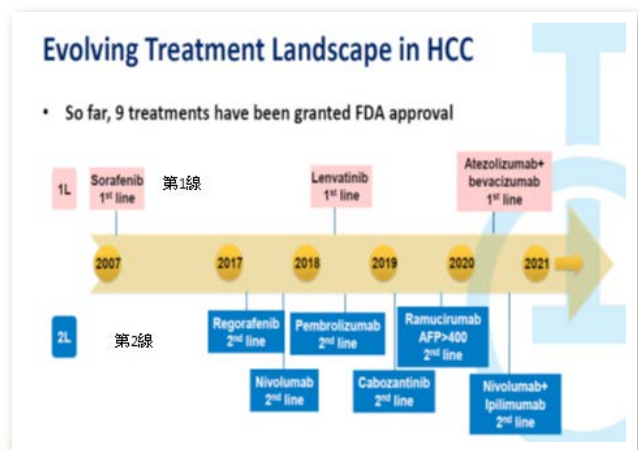 Evolving Treatment Landscape in HCC
• So far, 9 treatments have been granted FDA approval
1L
Sorafenib
1st line
第1線
Lenvatinib
1st line
Atezolizumab+
bevacizumab
1st line
2007
2017
2018
2019
2020
2021
2L
第2線
Regorafenib
2nd line
Nivolumab
2nd line
Pembrolizumab
2nd line
Cabozantinib
2nd line
Ramucirumab
AFP>400
2nd line
Nivolumab+
Ipilimumab
2nd line